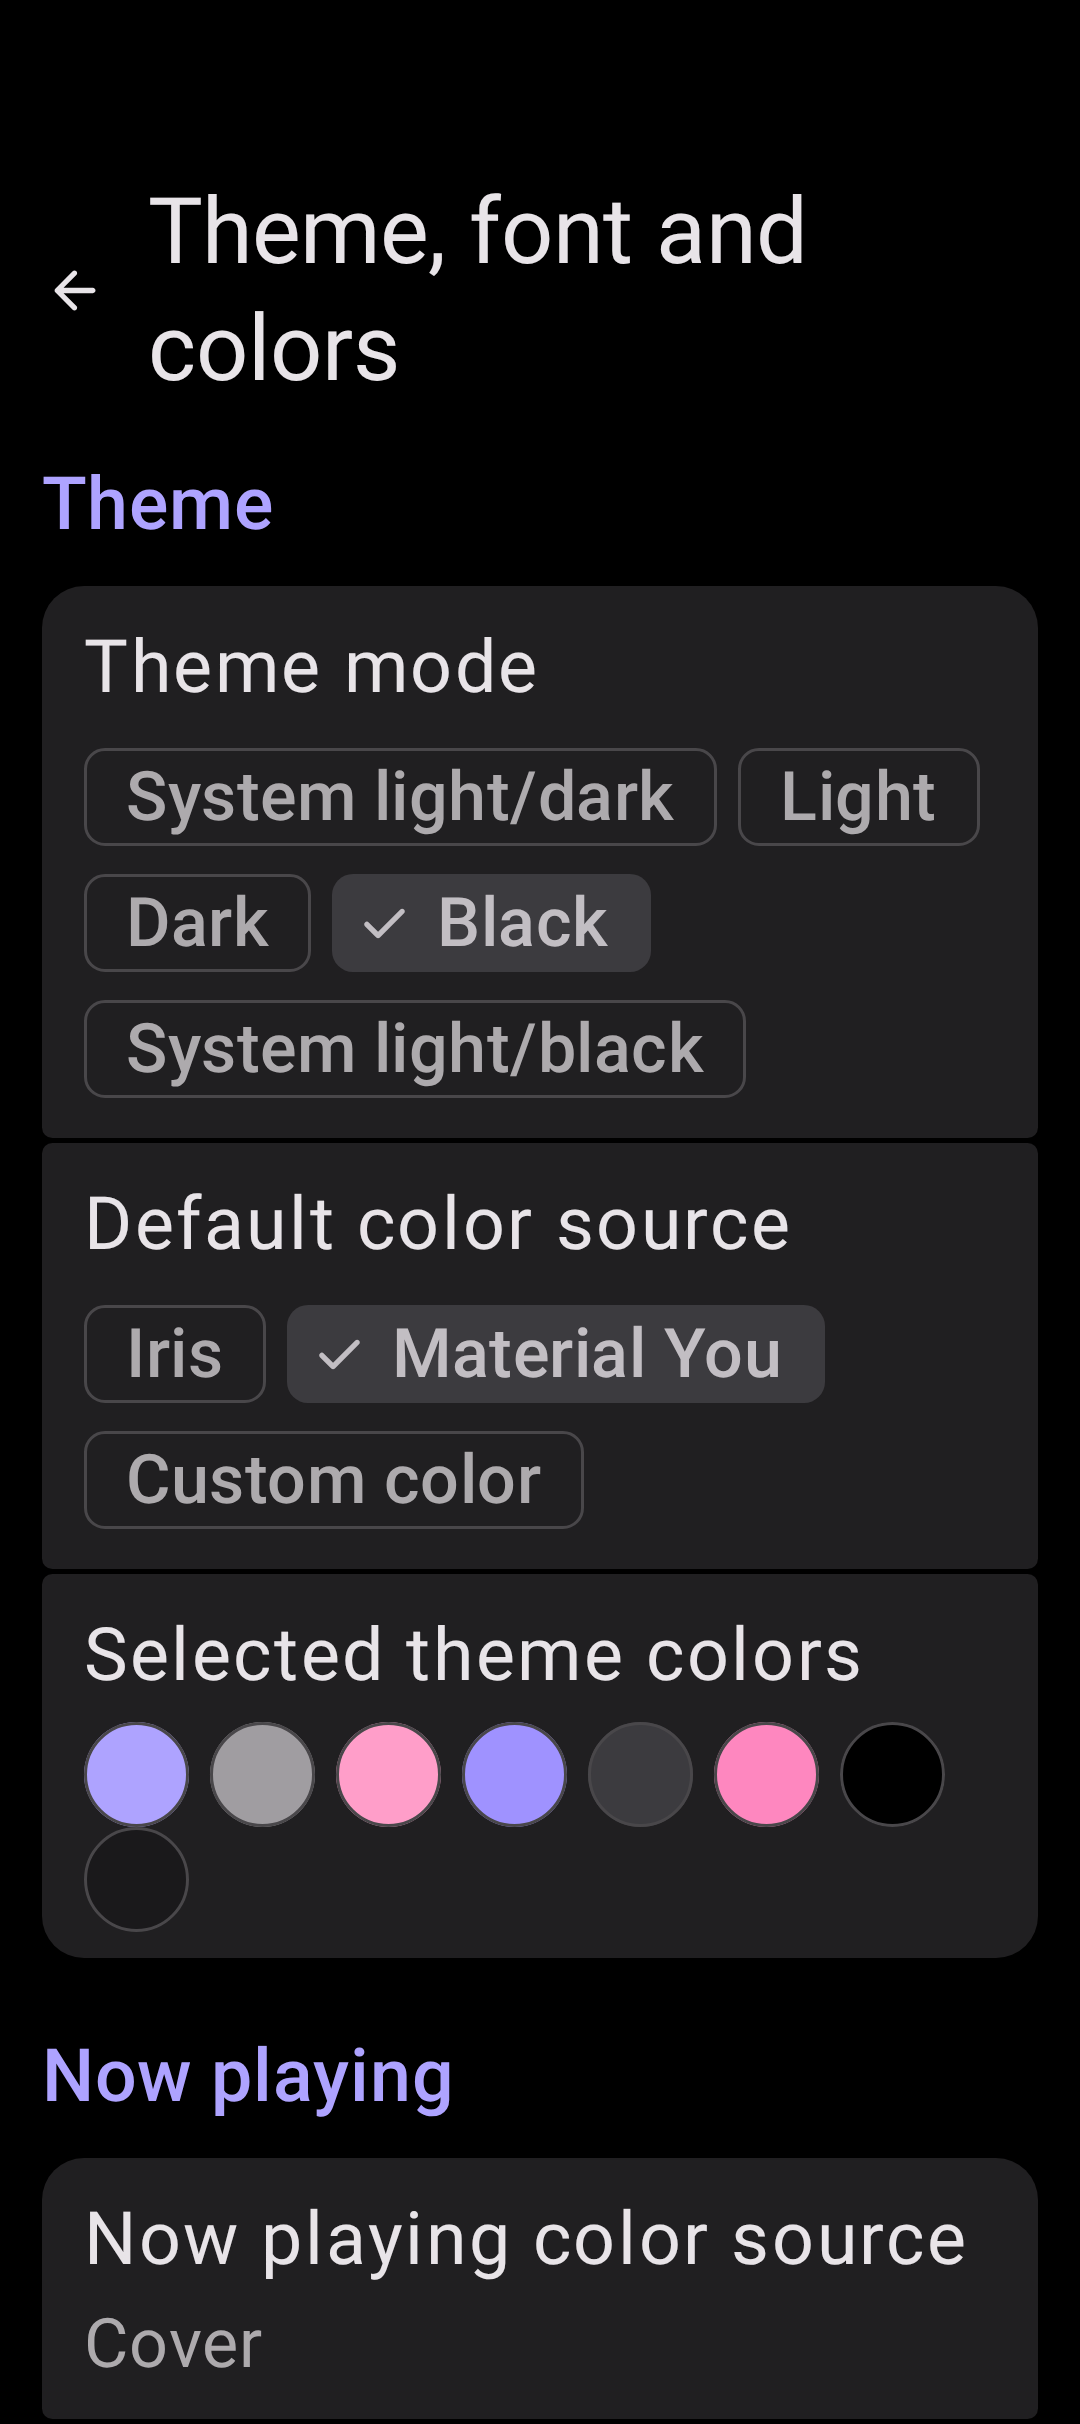 Theme, font and
colors
Theme
Theme mode
System light/dark
Light
Dark
Black
System light/black
Default color source
Iris
Material You
Custom color
Selected theme colors
Now playing
Now playing color source
Cover